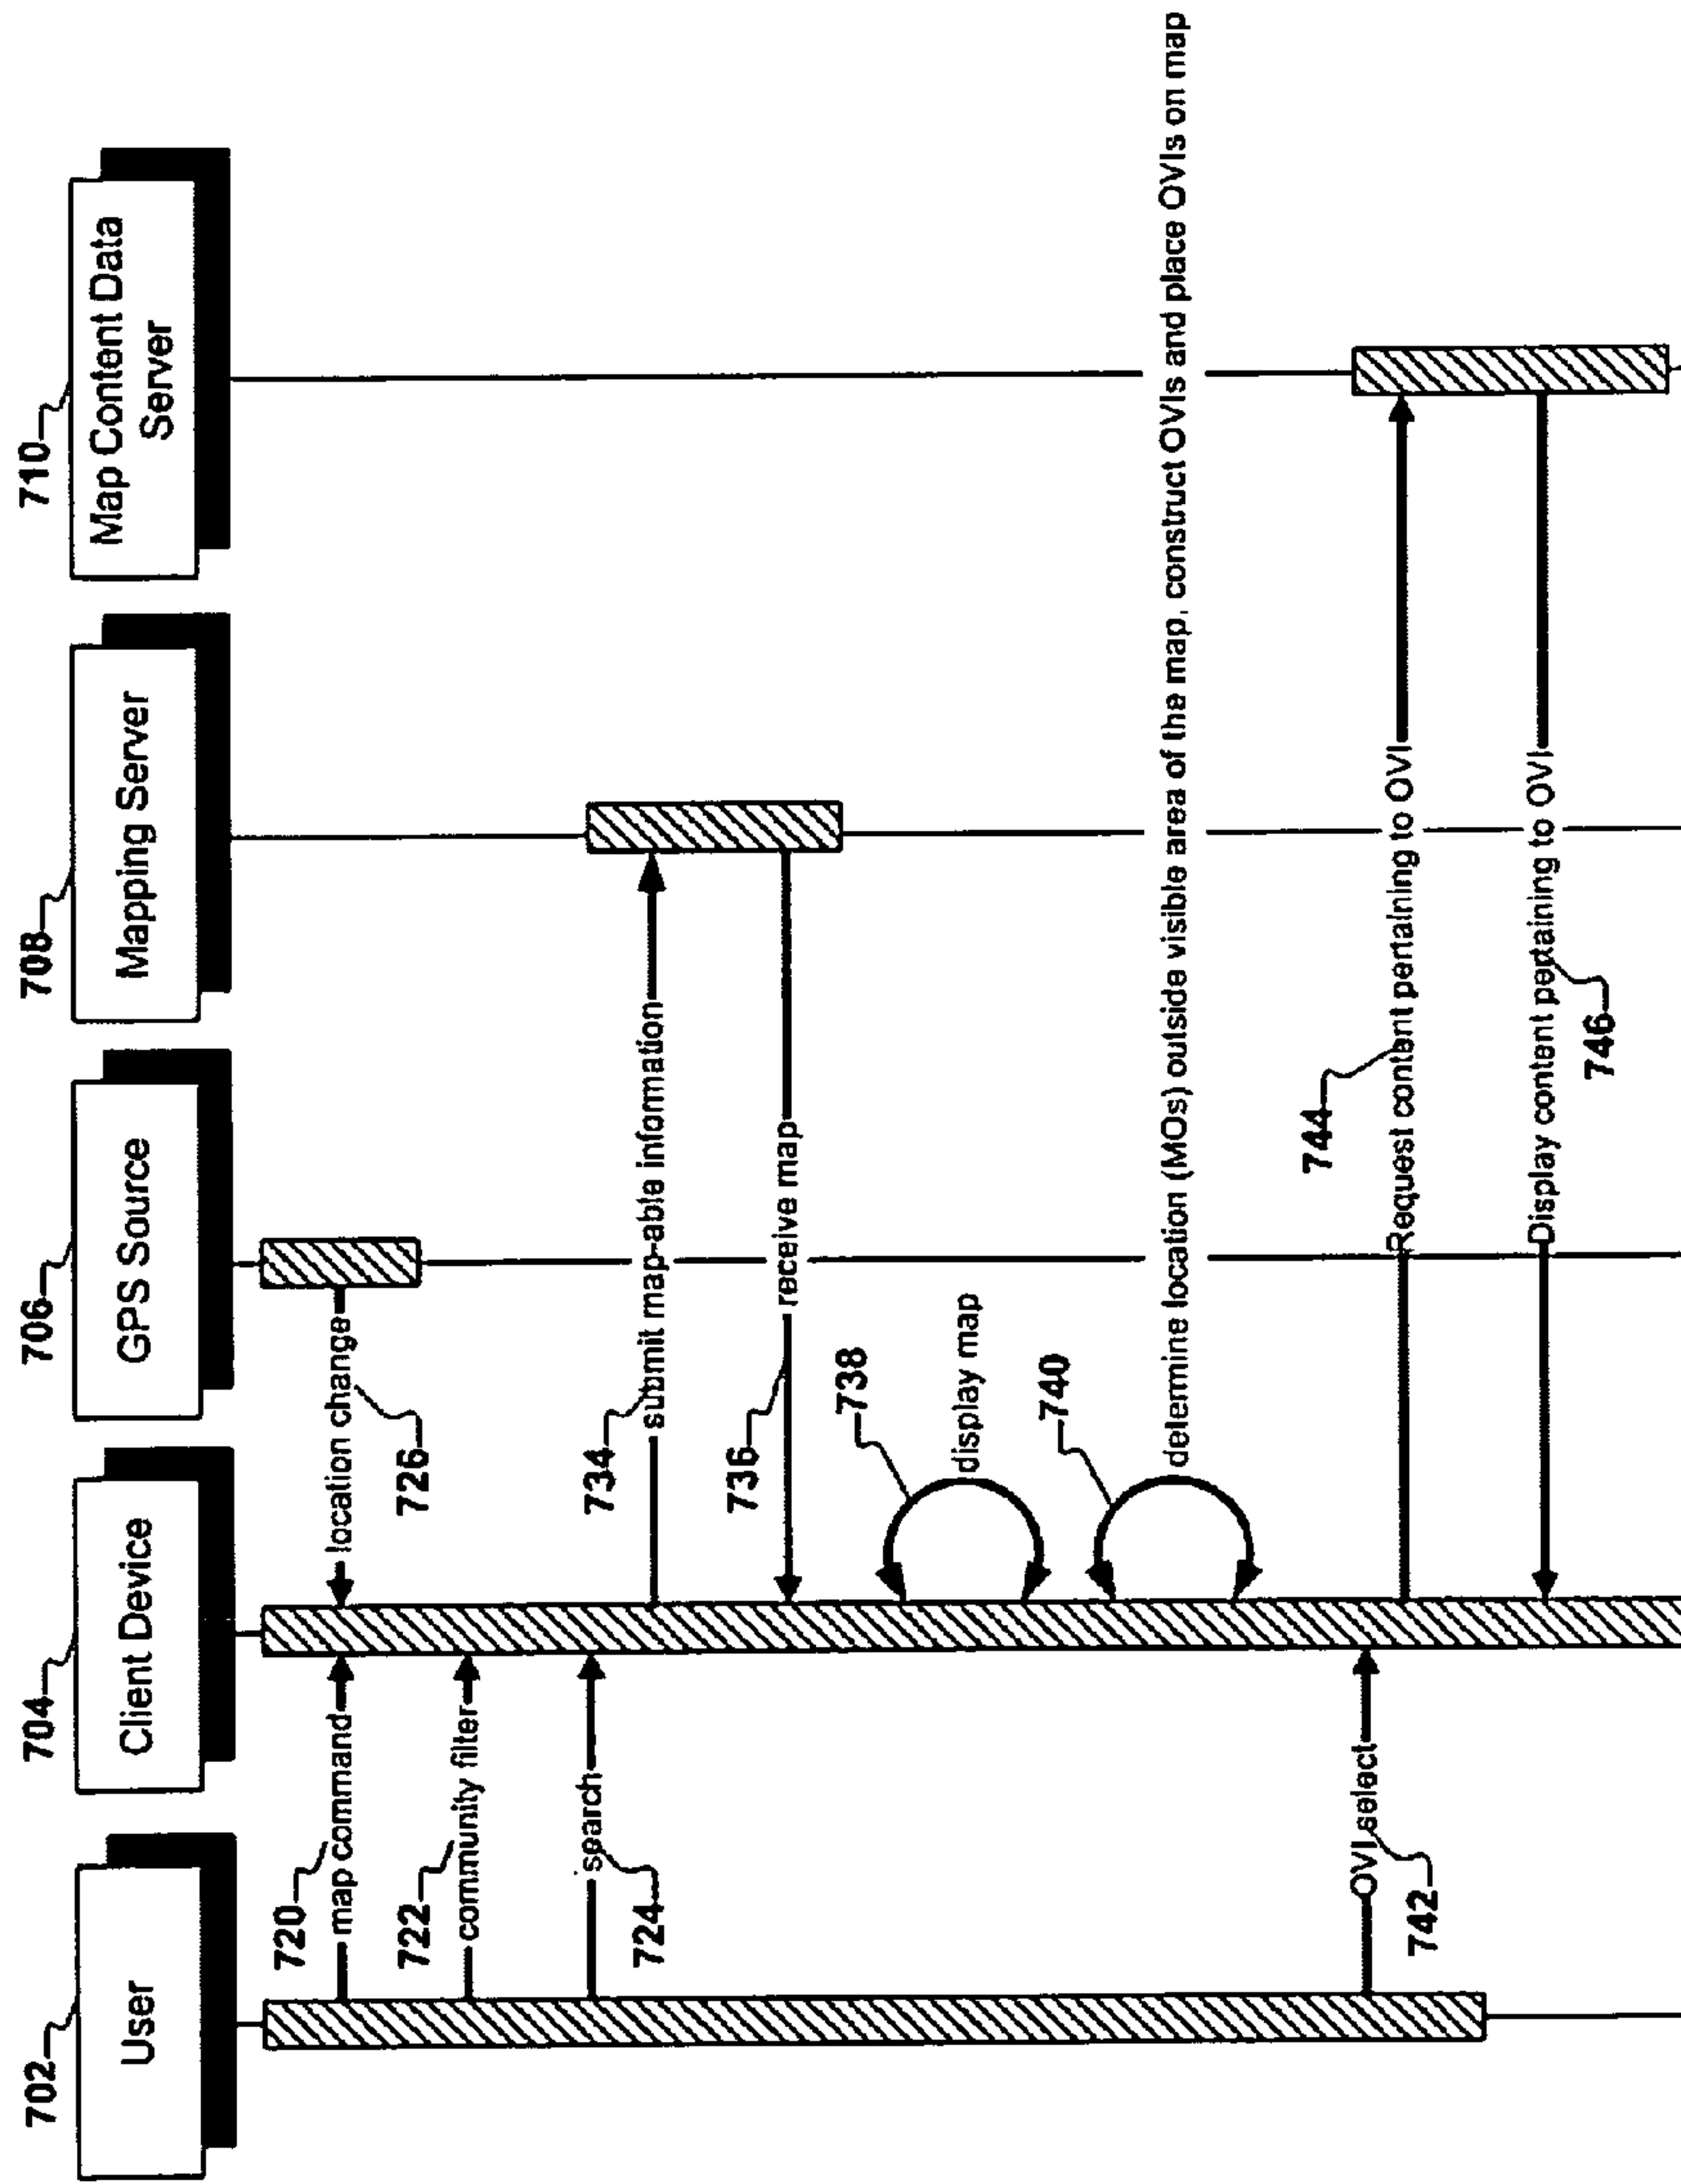 702
User
704
Client Device
706
GPS Source
708
Mapping Server
710
Map Content Data
Server
720
map command
location change
726
722
community filter
search
724
734
submit map-able information
736
receive map
738
display map
740
determine location (MOs) outside visible area of the map, construct OVIs and place OVIs on map
OVI select
742
744
Request content pertaining to OVI
Display content pertaining to OVI
746